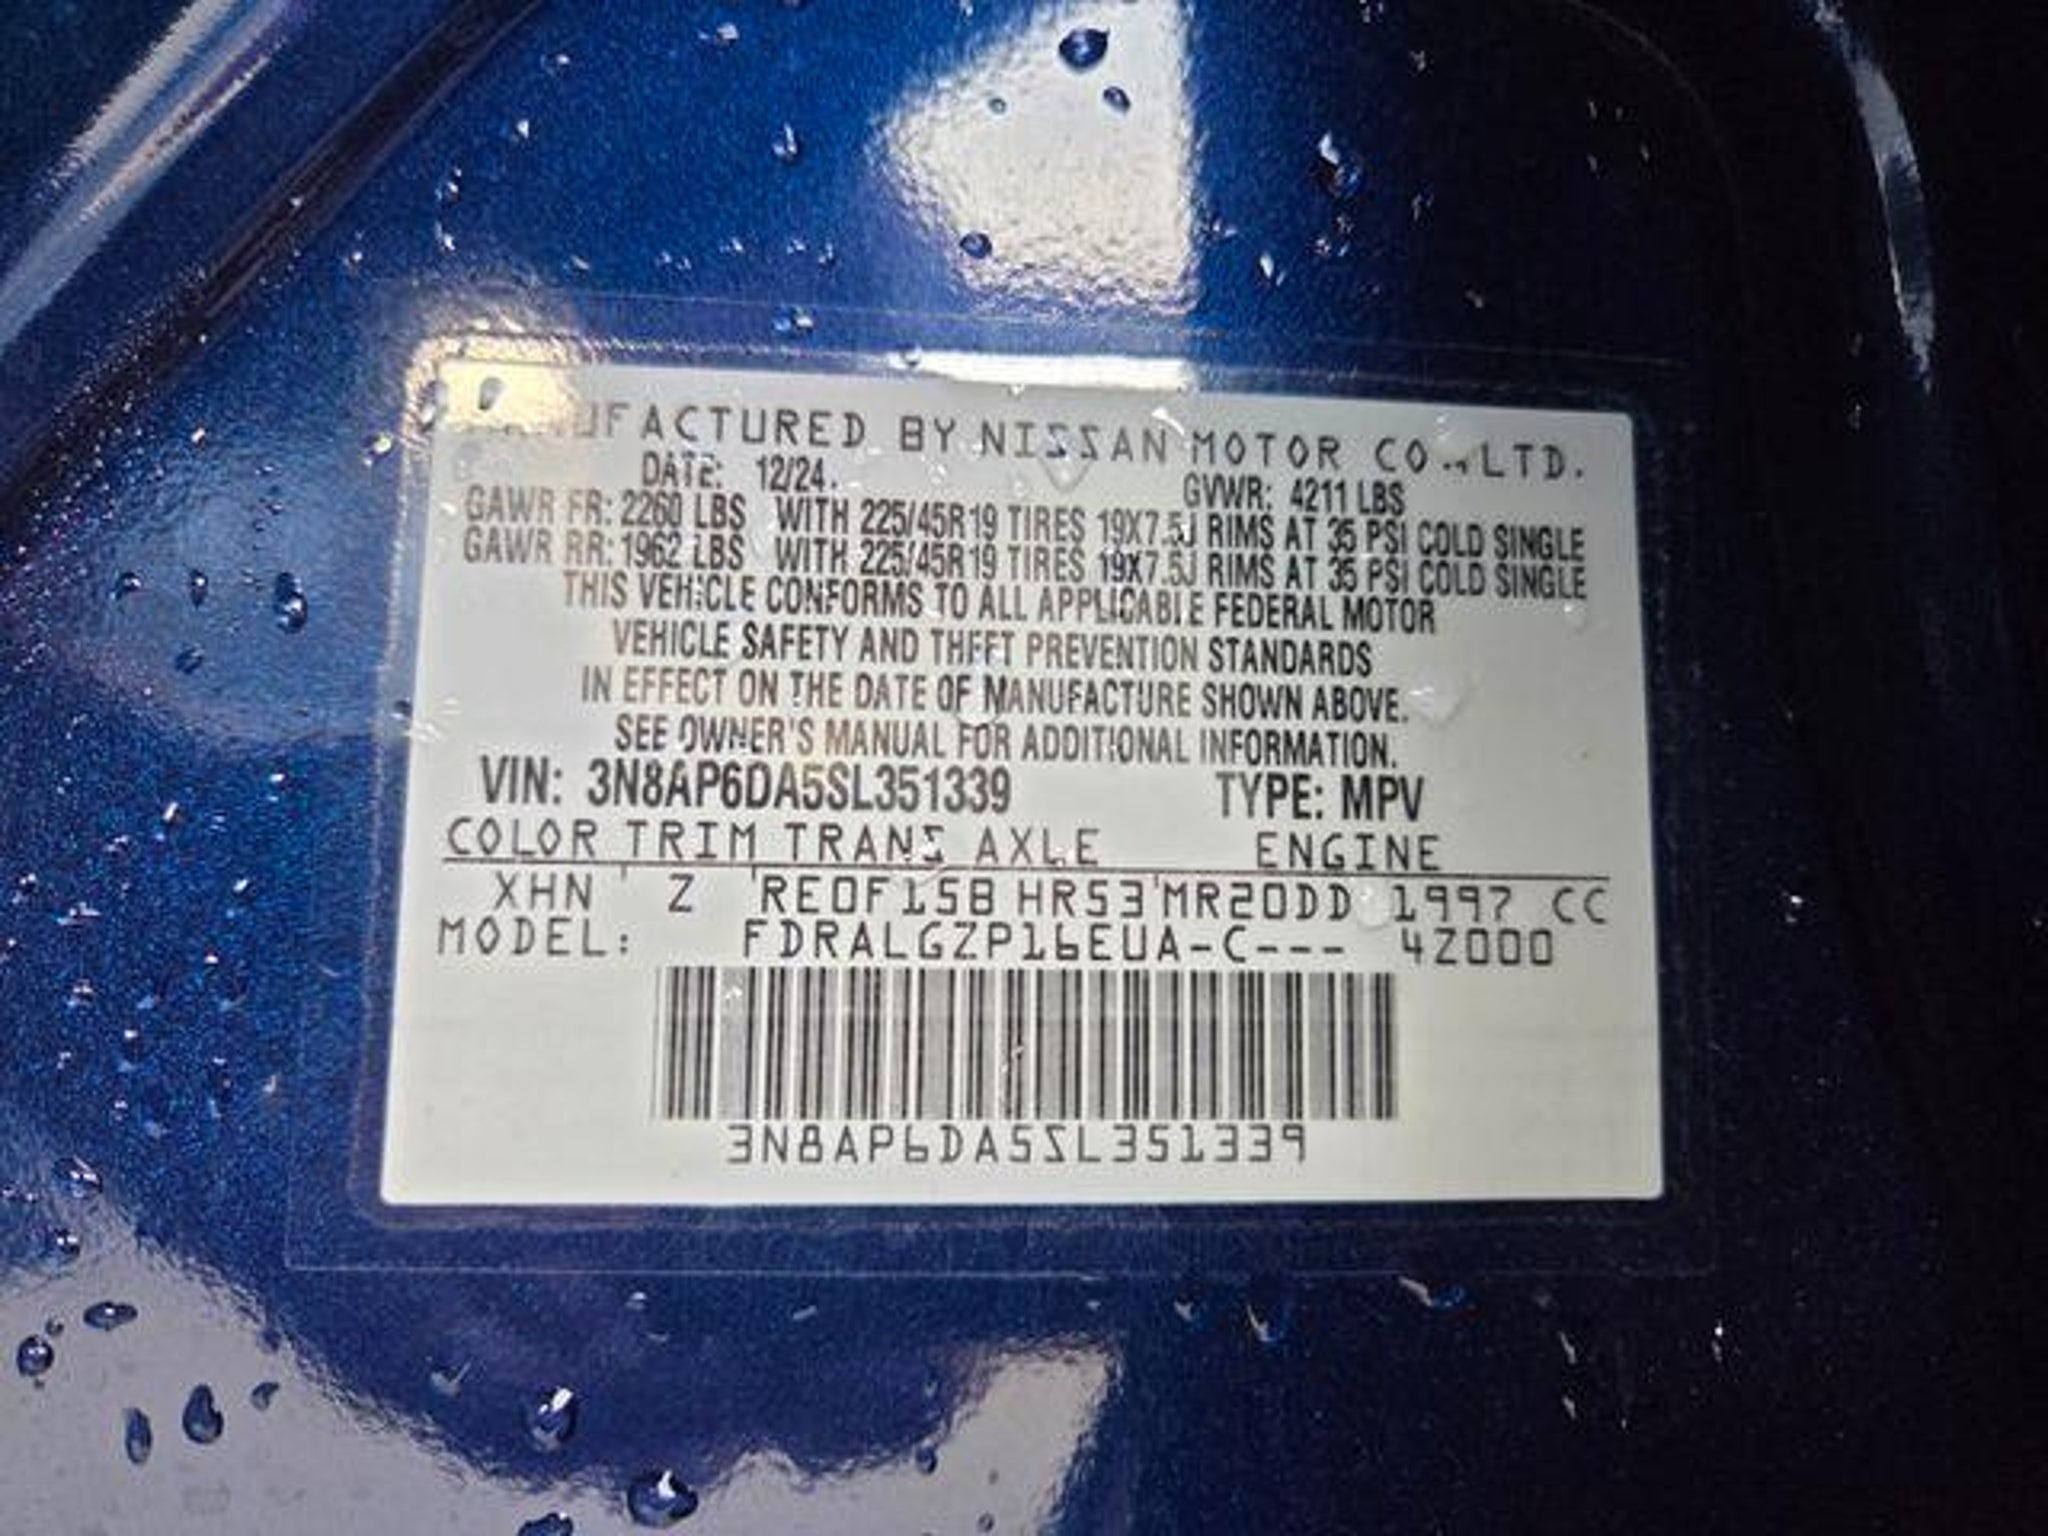 MANUFACTURED BY NISSAN MOTOR CO., LTD.
DATE: 12/24. GVWR: 4211 LBS
GAWR FR: 2260 LBS WITH 225/45R19 TIRES 19X7.5J RIMS AT 35 PSI COLD SINGLE
GAWR RR: 1962 LBS WITH 225/45R19 TIRES 19X7.5J RIMS AT 35 PSI COLD SINGLE
THIS VEHICLE CONFORMS TO ALL APPLICABLE FEDERAL MOTOR
VEHICLE SAFETY AND THEFT PREVENTION STANDARDS
IN EFFECT ON THE DATE OF MANUFACTURE SHOWN ABOVE.
SEE OWNER'S MANUAL FOR ADDITIONAL INFORMATION.
VIN: 3N8AP6DA5SL351339 TYPE: MPV
COLOR TRIM TRANS AXLE ENGINE
XHN Z RE0F15B HR53 MR20DD 1997 CC
MODEL: FDRALGZP16EUA-C--- 4Z000
3N8AP6DA5SL351339